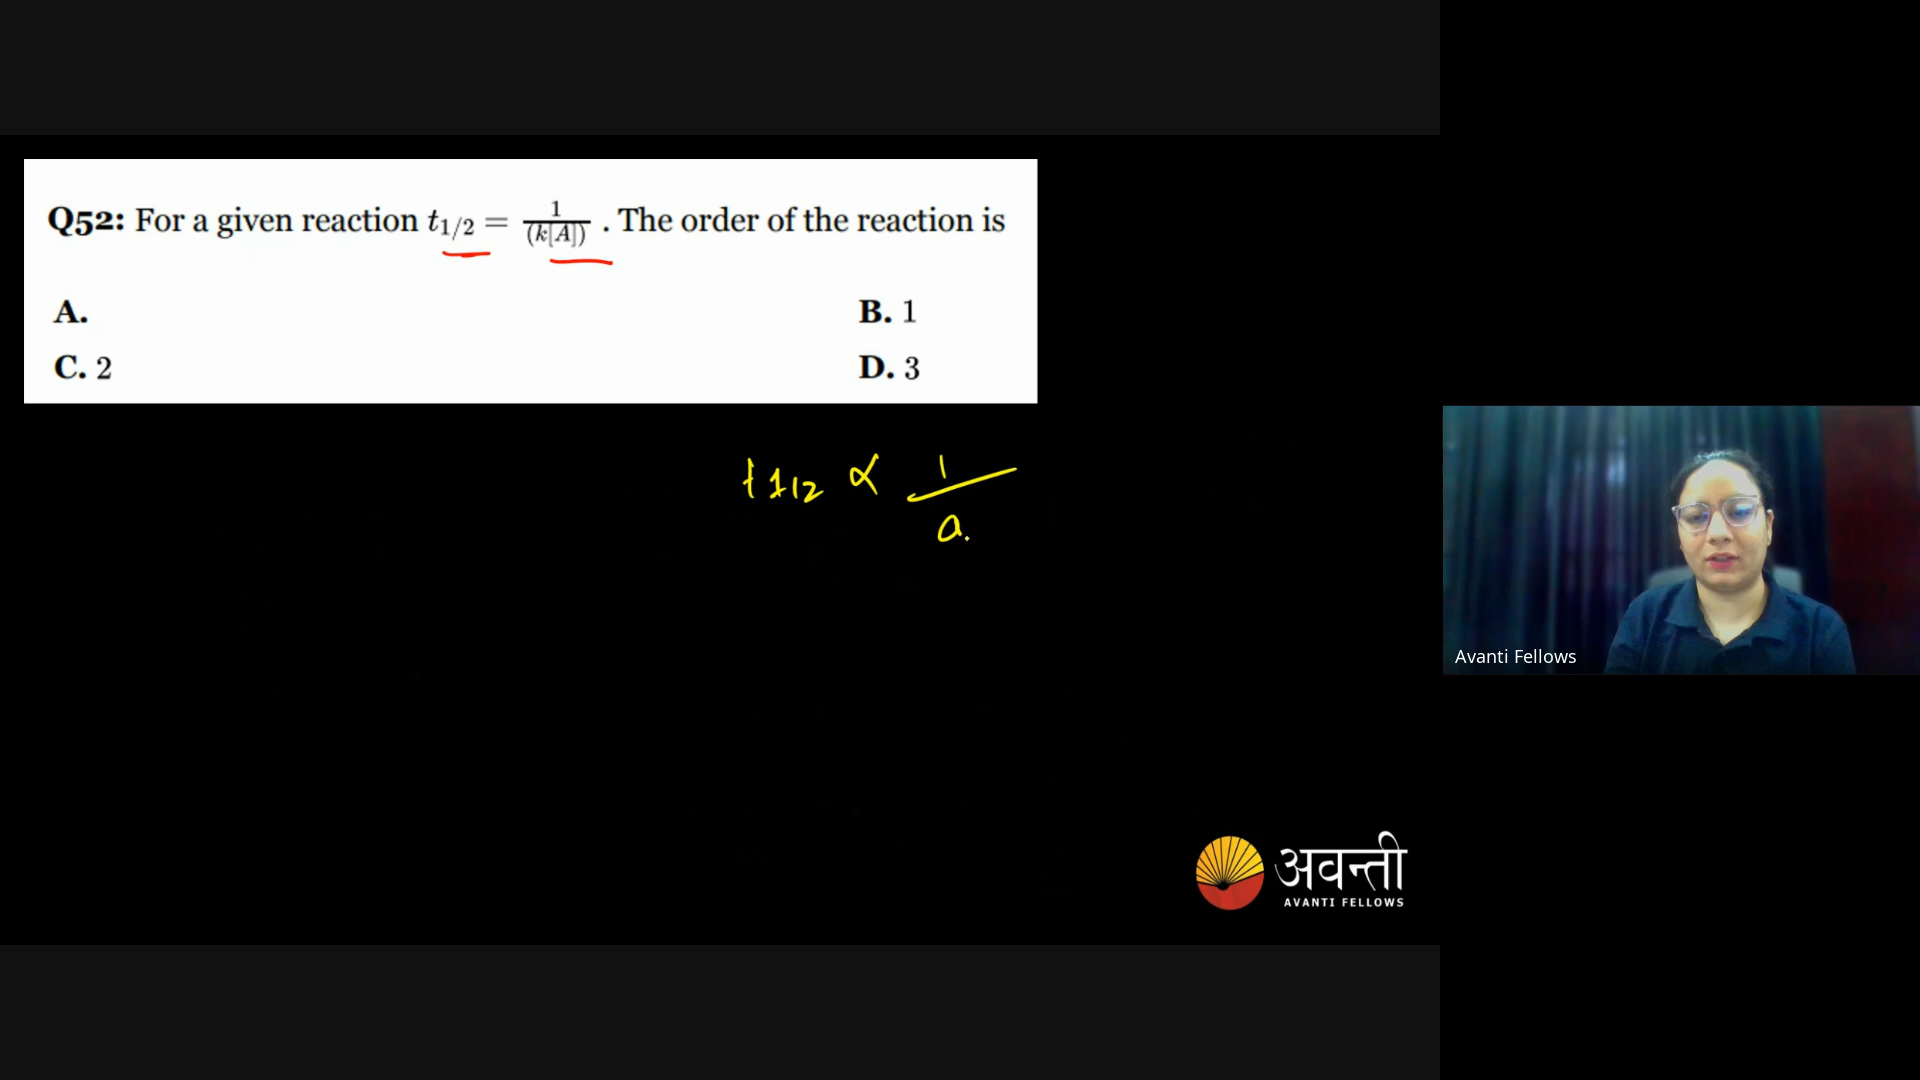 Q52: For a given reaction t1/2 = 1/(k[A]) . The order of the reaction is
A. B. 1
C. 2 D. 3
t 1/2 ∝ 1/a.
Avanti Fellows
अवन्ती
AVANTI FELLOWS